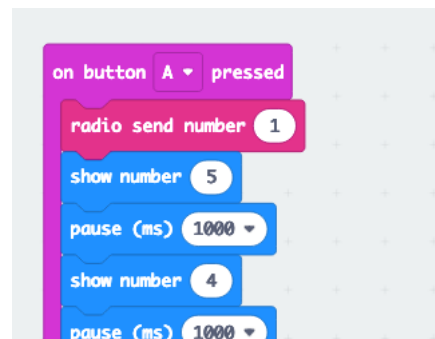 on button A pressed
radio send number 1
show number 5
pause (ms) 1000
show number 4
pause (ms) 1000